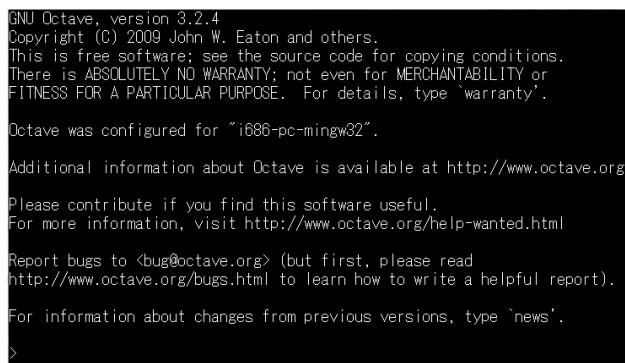 GNU Octave, version 3.2.4
Copyright (C) 2009 John W. Eaton and others.
This is free software; see the source code for copying conditions.
There is ABSOLUTELY NO WARRANTY; not even for MERCHANTABILITY or
FITNESS FOR A PARTICULAR PURPOSE.  For details, type `warranty'.
Octave was configured for "i686-pc-mingw32".
Additional information about Octave is available at http://www.octave.org
Please contribute if you find this software useful.
For more information, visit http://www.octave.org/help-wanted.html
Report bugs to <bug@octave.org> (but first, please read
http://www.octave.org/bugs.html to learn how to write a helpful report).
For information about changes from previous versions, type `news'.
>